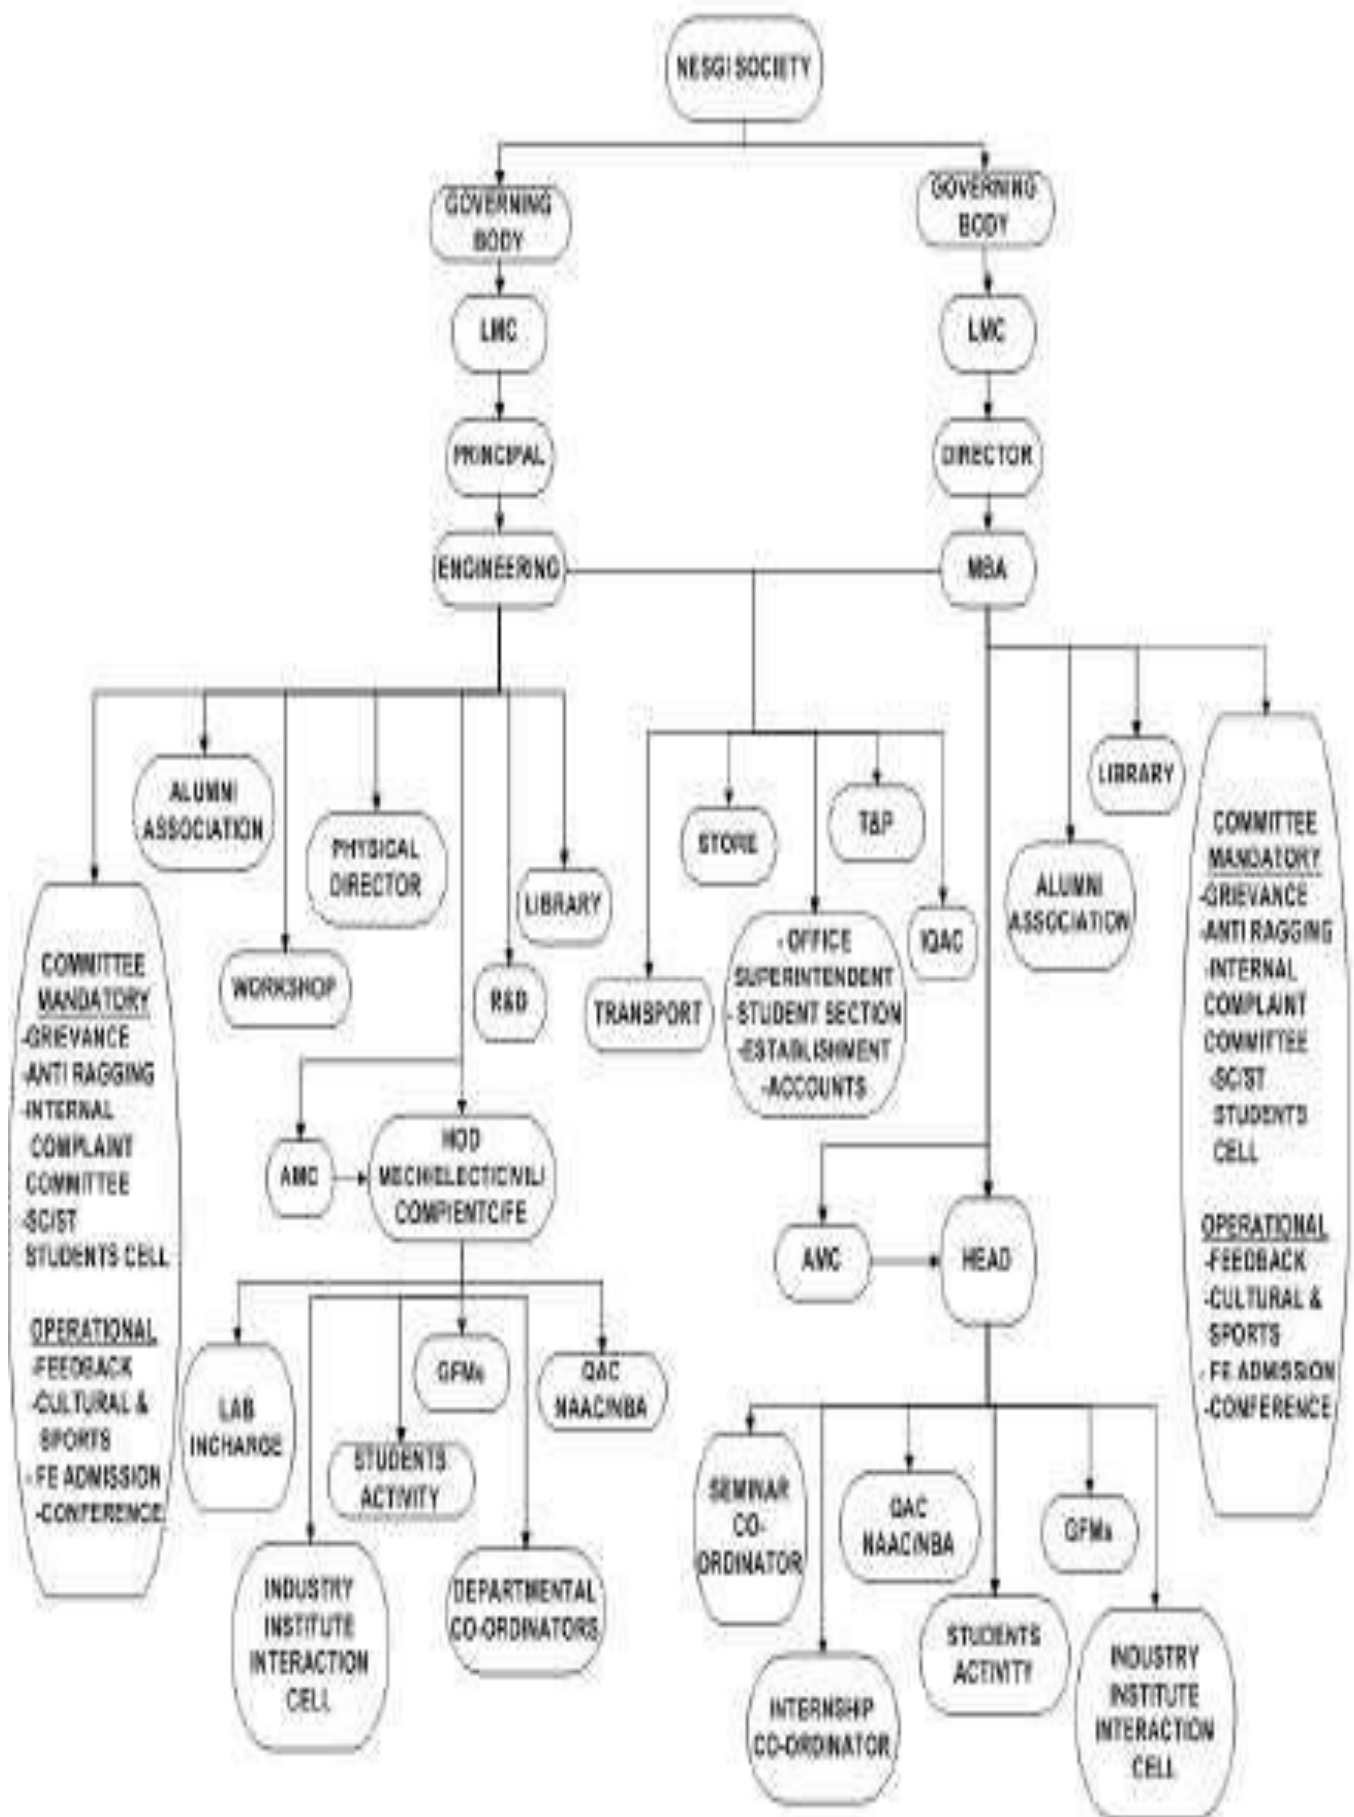 NESGI SOCIETY
GOVERNING
BODY
GOVERNING
BODY
LMC
LMC
PRINCIPAL
DIRECTOR
ENGINEERING
MBA
ALUMNI
ASSOCIATION
PHYSICAL
DIRECTOR
LIBRARY
WORKSHOP
R&D
STORE
T&P
IQAC
TRANSPORT
- OFFICE
SUPERINTENDENT
- STUDENT SECTION
-ESTABLISHMENT
-ACCOUNTS
LIBRARY
ALUMNI
ASSOCIATION
COMMITTEE
MANDATORY
-GRIEVANCE
-ANTI RAGGING
-INTERNAL
COMPLAINT
COMMITTEE
-SC/ST
STUDENTS CELL
OPERATIONAL
-FEEDBACK
-CULTURAL &
SPORTS
- FE ADMISSION
-CONFERENCE
COMMITTEE
MANDATORY
-GRIEVANCE
-ANTI RAGGING
-INTERNAL
COMPLAINT
COMMITTEE
-SC/ST
STUDENTS
CELL
OPERATIONAL
-FEEDBACK
-CULTURAL &
SPORTS
- FE ADMISSION
-CONFERENCE
AMC
HOD
LAB
INCHARGE
GFMs
QAC
NAAC/NBA
STUDENTS
ACTIVITY
INDUSTRY
INSTITUTE
INTERACTION
CELL
DEPARTMENTAL
CO-ORDINATORS
AMC
HEAD
SEMINAR
CO-
ORDINATOR
QAC
NAAC/NBA
GFMs
INTERNSHIP
CO-ORDINATOR
STUDENTS
ACTIVITY
INDUSTRY
INSTITUTE
INTERACTION
CELL